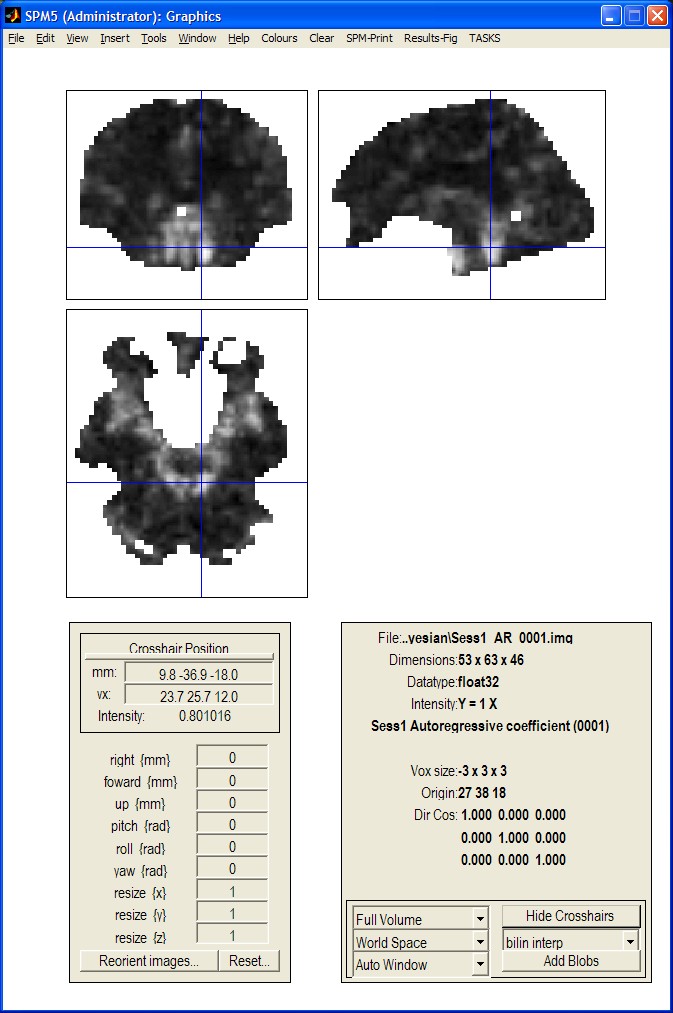 SPM5 (Administrator): Graphics
File Edit View Insert Tools Window Help Colours Clear SPM-Print Results-Fig TASKS
Crosshair Position
mm: 9.8 -36.9 -18.0
vx: 23.7 25.7 12.0
Intensity: 0.801016
right {mm} 0
foward {mm} 0
up {mm} 0
pitch {rad} 0
roll {rad} 0
yaw {rad} 0
resize {x} 1
resize {y} 1
resize {z} 1
Reorient images... Reset...
File:..yesian\Sess1_AR_0001.img
Dimensions:53 x 63 x 46
Datatype:float32
Intensity:Y = 1 X
Sess1 Autoregressive coefficient (0001)
Vox size:-3 x 3 x 3
Origin:27 38 18
Dir Cos: 1.000 0.000 0.000
0.000 1.000 0.000
0.000 0.000 1.000
Full Volume Hide Crosshairs
World Space bilin interp
Auto Window Add Blobs